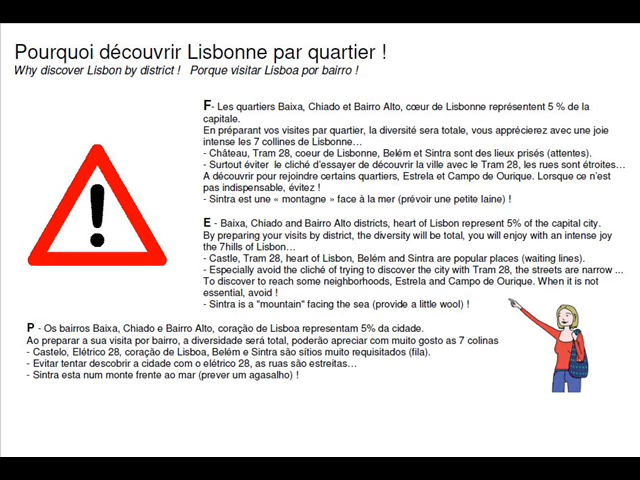 Pourquoi découvrir Lisbonne par quartier !
Why discover Lisbon by district ! Porque visitar Lisboa por bairro !
F- Les quartiers Baixa, Chiado et Bairro Alto, cœur de Lisbonne représentent 5 % de la
capitale.
En préparant vos visites par quartier, la diversité sera totale, vous apprécierez avec une joie
intense les 7 collines de Lisbonne…
- Château, Tram 28, coeur de Lisbonne, Belém et Sintra sont des lieux prisés (attentes).
- Surtout éviter le cliché d'essayer de découvrir la ville avec le Tram 28, les rues sont étroites…
A découvrir pour rejoindre certains quartiers, Estrela et Campo de Ourique. Lorsque ce n'est
pas indispensable, évitez !
- Sintra est une « montagne » face à la mer (prévoir une petite laine) !
E - Baixa, Chiado and Bairro Alto districts, heart of Lisbon represent 5% of the capital city.
By preparing your visits by district, the diversity will be total, you will enjoy with an intense joy
the 7hills of Lisbon…
- Castle, Tram 28, heart of Lisbon, Belém and Sintra are popular places (waiting lines).
- Especially avoid the cliché of trying to discover the city with Tram 28, the streets are narrow ...
To discover to reach some neighborhoods, Estrela and Campo de Ourique. When it is not
essential, avoid !
- Sintra is a "mountain" facing the sea (provide a little wool) !
P - Os bairros Baixa, Chiado e Bairro Alto, coração de Lisboa representam 5% da cidade.
Ao preparar a sua visita por bairro, a diversidade será total, poderão apreciar com muito gosto as 7 colinas
- Castelo, Elétrico 28, coração de Lisboa, Belém e Sintra são sítios muito requisitados (fila).
- Evitar tentar descobrir a cidade com o elétrico 28, as ruas são estreitas…
- Sintra esta num monte frente ao mar (prever um agasalho) !